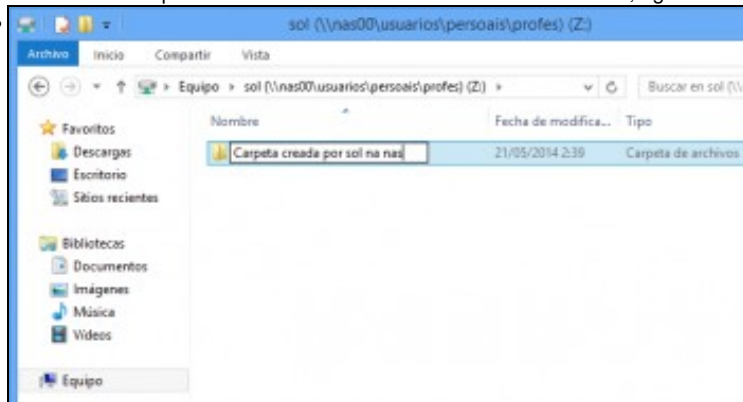 sol (\\nas00\usuarios\persoais\profes) (Z:)
Archivo Inicio Compartir Vista
Equipo sol (\\nas00\usuarios\persoais\profes) (Z:) Buscar en sol (\\
Favoritos
Descargas
Escritorio
Sitios recientes
Bibliotecas
Documentos
Imágenes
Música
Vídeos
Equipo
Nombre Fecha de modifica... Tipo
Carpeta creada por sol na nas 21/05/2014 2:39 Carpeta de archivos